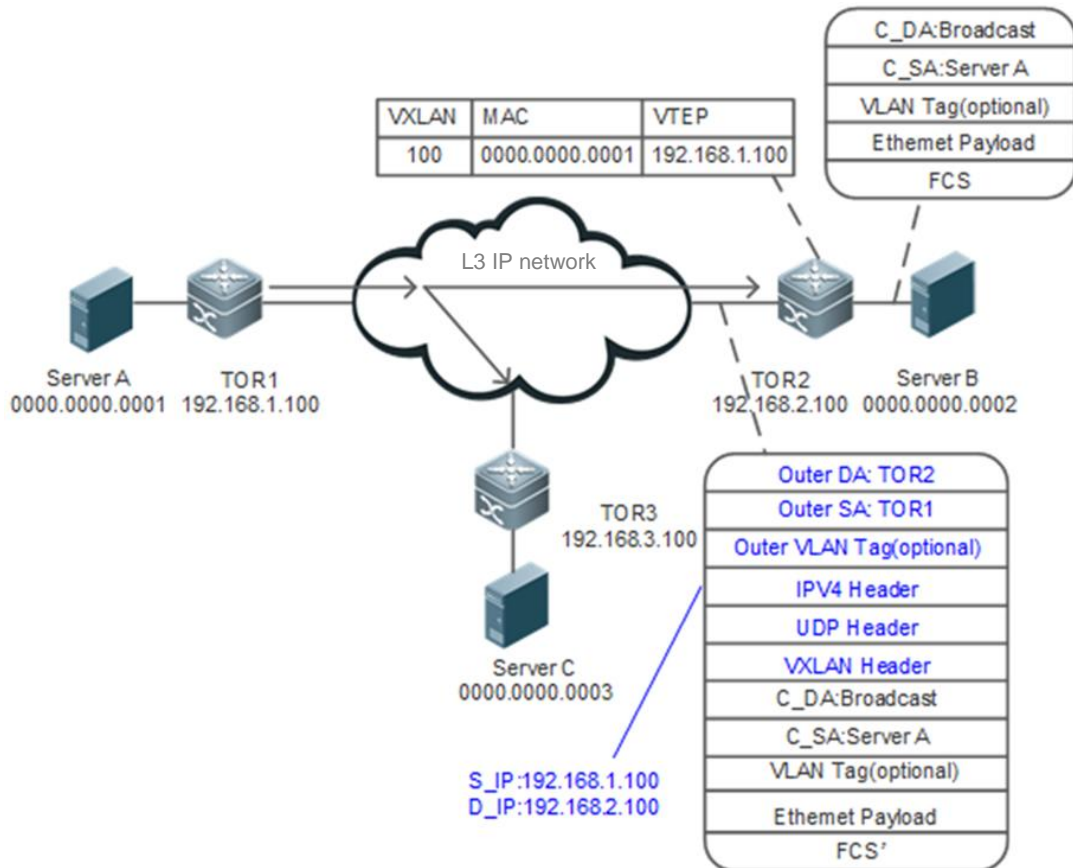 C_DA:Broadcast
C_SA:Server A
VLAN Tag(optional)
Ethemet Payload
FCS
VXLAN MAC VTEP
100 0000.0000.0001 192.168.1.100
L3 IP network
Server A
0000.0000.0001
TOR1
192.168.1.100
TOR2
192.168.2.100
Server B
0000.0000.0002
TOR3
192.168.3.100
Server C
0000.0000.0003
S_IP:192.168.1.100
D_IP:192.168.2.100
Outer DA: TOR2
Outer SA: TOR1
Outer VLAN Tag(optional)
IPV4 Header
UDP Header
VXLAN Header
C_DA:Broadcast
C_SA:Server A
VLAN Tag(optional)
Ethemet Payload
FCS'